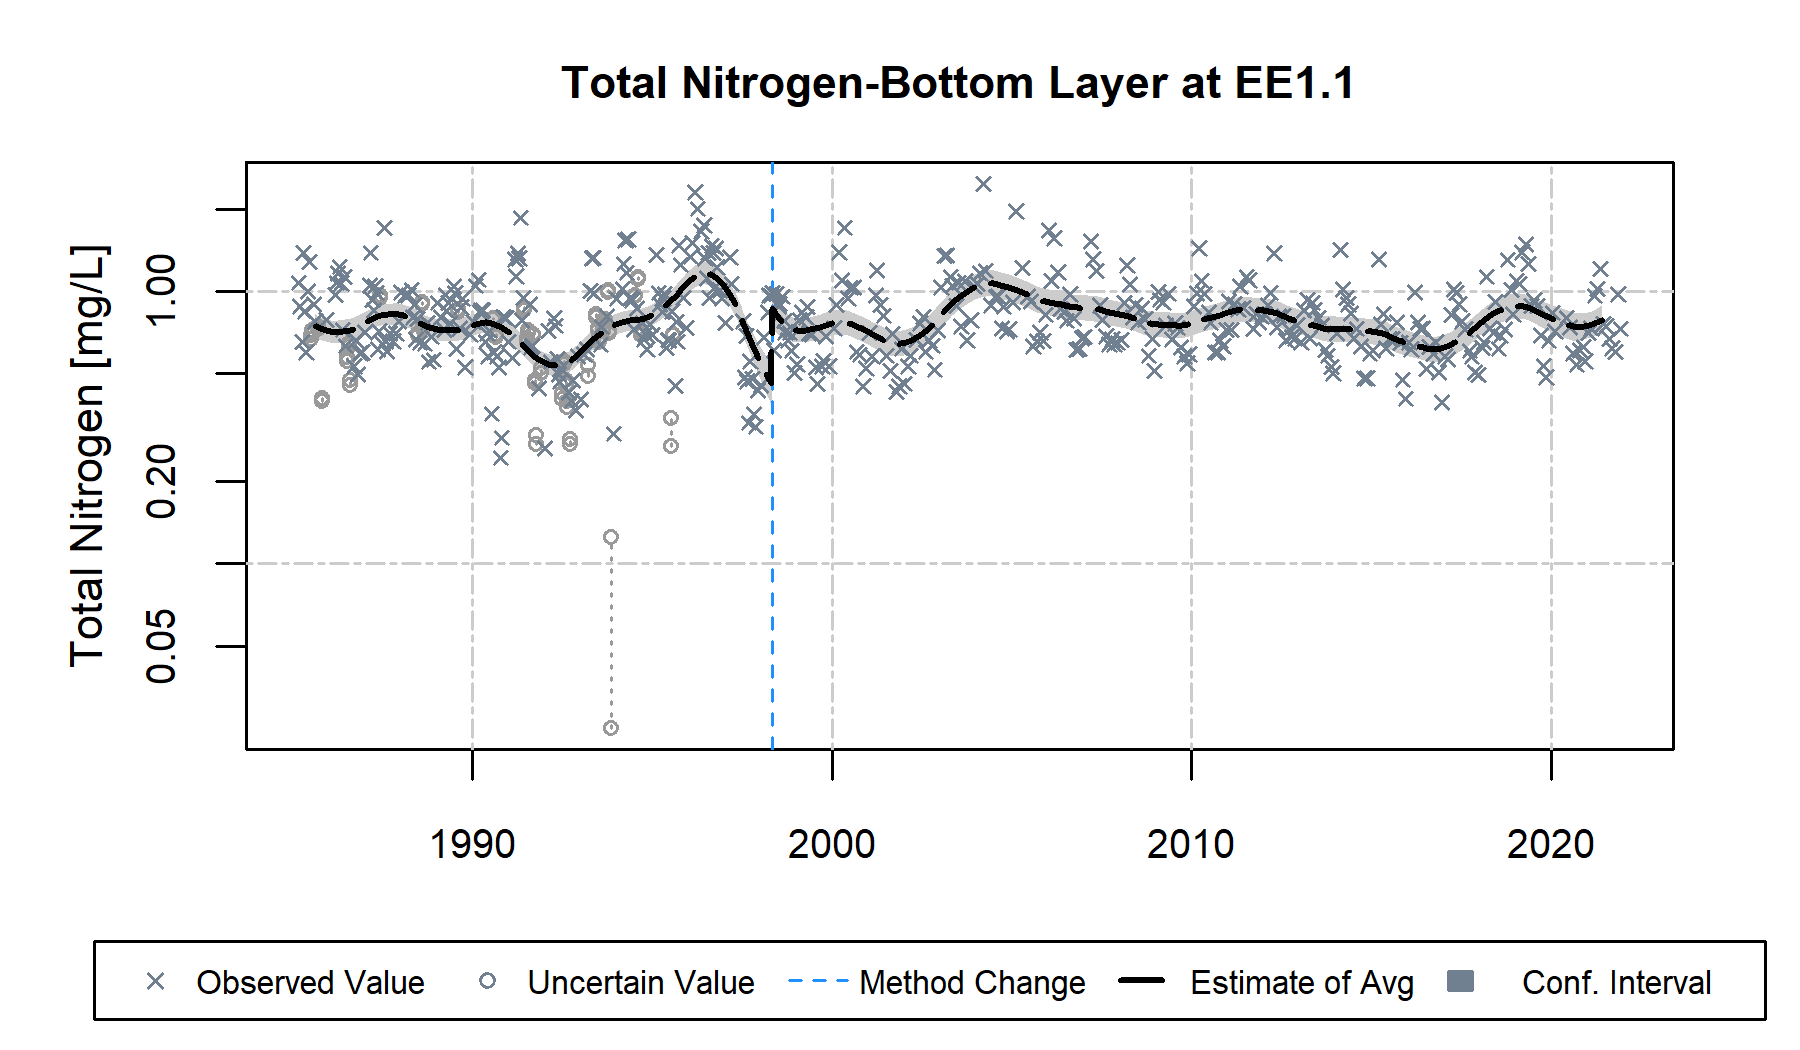 Total Nitrogen-Bottom Layer at EE1.1
Total Nitrogen [mg/L]
1.00
0.20
0.05
1990 2000 2010 2020
Observed Value Uncertain Value Method Change Estimate of Avg Conf. Interval